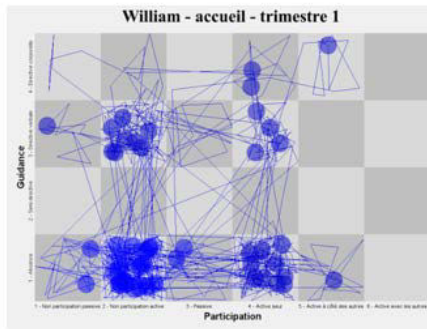 William - accueil - trimestre 1
Guidance
4 - Directive corporelle
3 - Directive verbale
2 - Semi directive
1 - Absence
1 - Non participation passive
2 - Non participation active
3 - Passive
4 - Active seul
5 - Active à côté des autres
6 - Active avec les autres
Participation